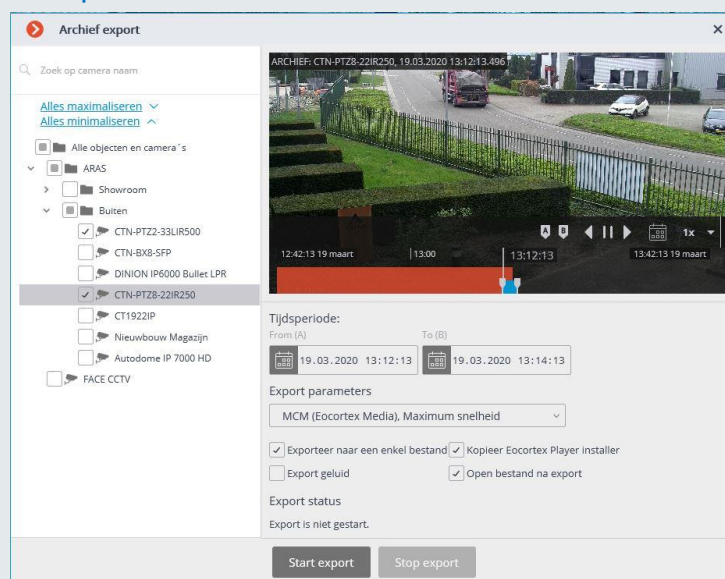 Archief export
Zoek op camera naam
Alles maximaliseren
Alles minimaliseren
Alle objecten en camera´s
ARAS
Showroom
Buiten
CTN-PTZ2-33LIR500
CTN-BX8-SFP
DINION IP6000 Bullet LPR
CTN-PTZ8-22IR250
CT1922IP
Nieuwbouw Magazijn
Autodome IP 7000 HD
FACE CCTV
ARCHIEF: CTN-PTZ8-22IR250, 19.03.2020 13:12:13.496
A B 1x
12:42:13 19 maart 13:00 13:12:13 13:42:13 19 maart
Tijdsperiode:
From (A) To (B)
19.03.2020 13:12:13 19.03.2020 13:14:13
Export parameters
MCM (Eocortex Media), Maximum snelheid
Exporteer naar een enkel bestand Kopieer Eocortex Player installer
Export geluid Open bestand na export
Export status
Export is niet gestart.
Start export Stop export